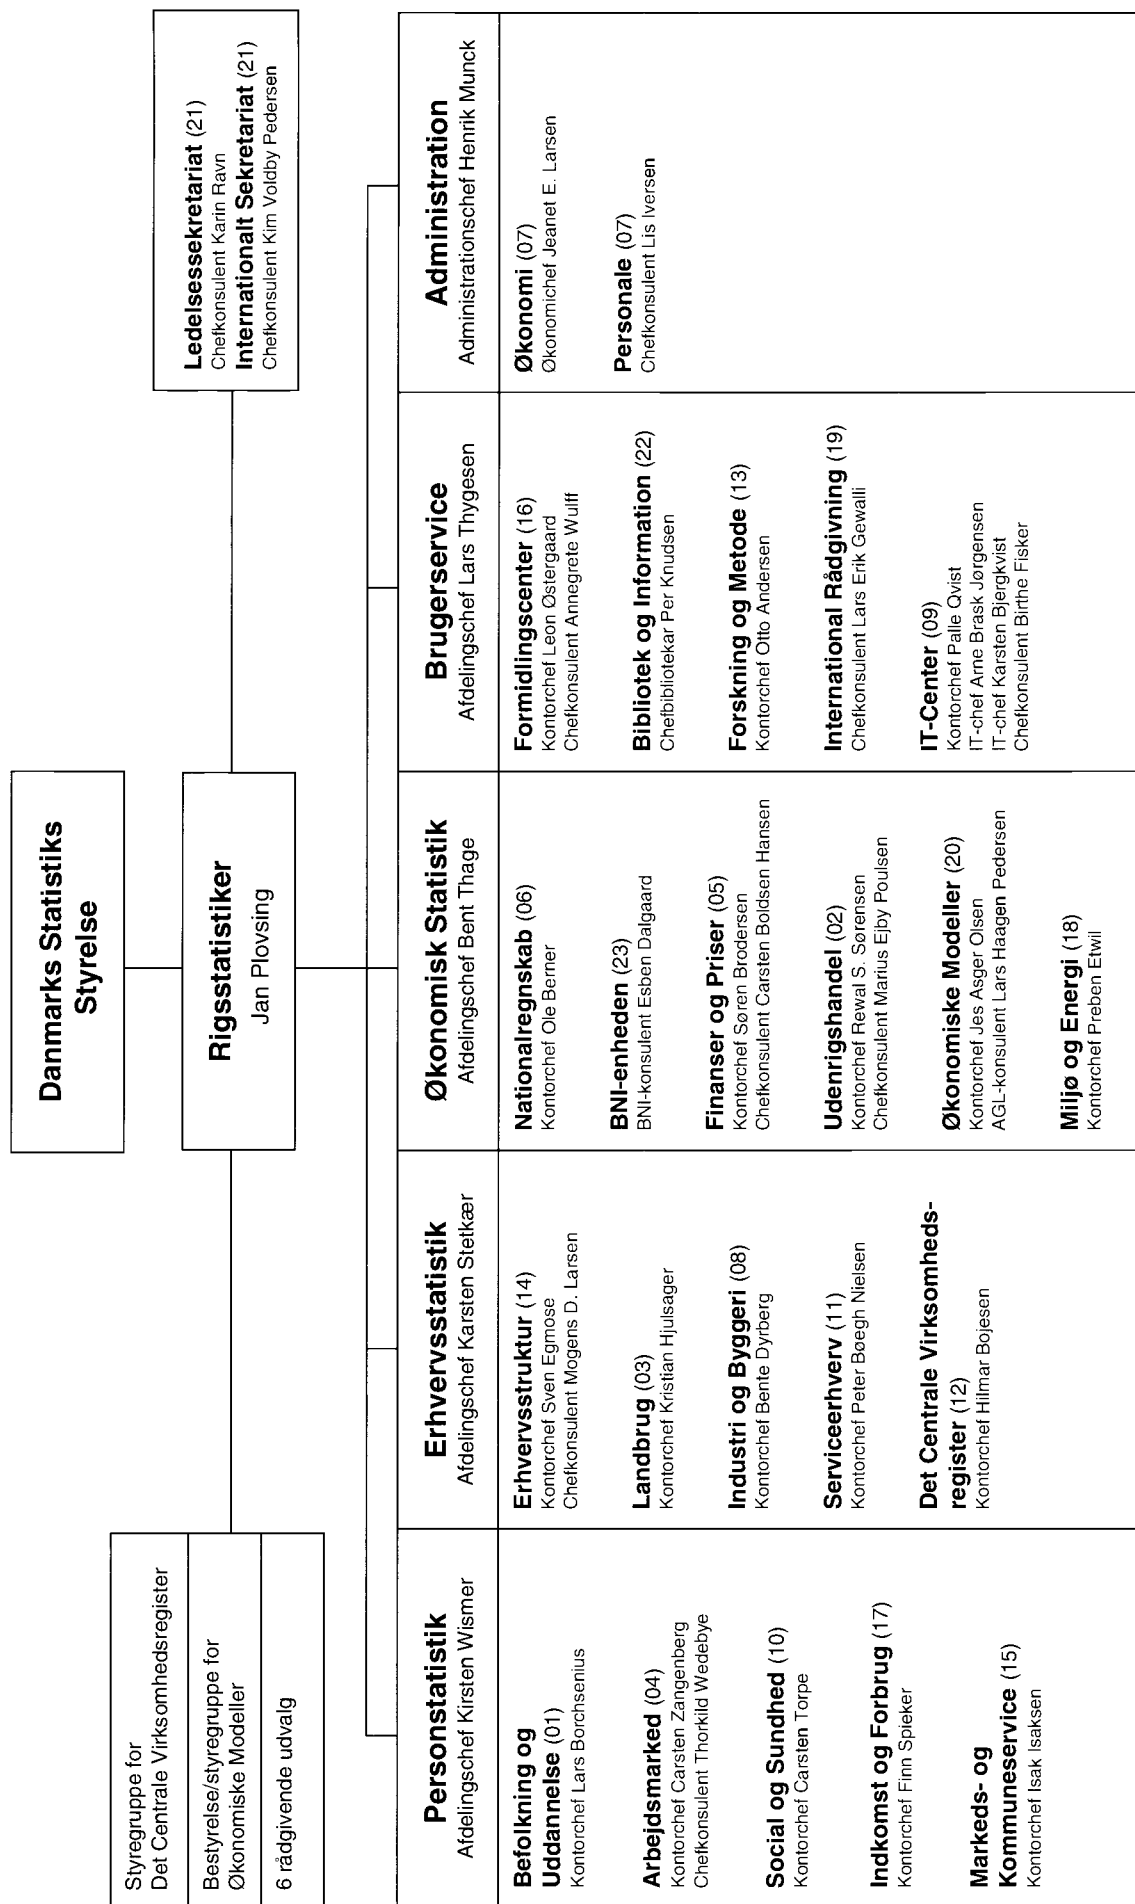 Danmarks Statistiks
Styrelse
Rigsstatistiker
Jan Plovsing
Styregruppe for
Det Centrale Virksomhedsregister
Bestyrelse/styregruppe for
Økonomiske Modeller
6 rådgivende udvalg
Ledelsessekretariat (21)
Chefkonsulent Karin Ravn
Internationalt Sekretariat (21)
Chefkonsulent Kim Voldby Pedersen
Personstatistik
Afdelingschef Kirsten Wismer
Befolkning og
Uddannelse (01)
Kontorchef Lars Borchsenius
Arbejdsmarked (04)
Kontorchef Carsten Zangenberg
Chefkonsulent Thorkild Wedebye
Social og Sundhed (10)
Kontorchef Carsten Torpe
Indkomst og Forbrug (17)
Kontorchef Finn Spieker
Markeds- og
Kommuneservice (15)
Kontorchef Isak Isaksen
Erhvervsstatistik
Afdelingschef Karsten Stetkær
Erhvervsstruktur (14)
Kontorchef Sven Egmose
Chefkonsulent Mogens D. Larsen
Landbrug (03)
Kontorchef Kristian Hjulsager
Industri og Byggeri (08)
Kontorchef Bente Dyrberg
Serviceerhverv (11)
Kontorchef Peter Bøegh Nielsen
Det Centrale Virksomheds-
register (12)
Kontorchef Hilmar Bojesen
Økonomisk Statistik
Afdelingschef Bent Thage
Nationalregnskab (06)
Kontorchef Ole Berner
BNI-enheden (23)
BNI-konsulent Esben Dalgaard
Finanser og Priser (05)
Kontorchef Søren Brodersen
Chefkonsulent Carsten Boldsen Hansen
Udenrigshandel (02)
Kontorchef Rewal S. Sørensen
Chefkonsulent Marius Ejby Poulsen
Økonomiske Modeller (20)
Kontorchef Jes Asger Olsen
AGL-konsulent Lars Haagen Pedersen
Miljø og Energi (18)
Kontorchef Preben Etwil
Brugerservice
Afdelingschef Lars Thygesen
Formidlingscenter (16)
Kontorchef Leon Østergaard
Chefkonsulent Annegrete Wulff
Bibliotek og Information (22)
Chefbibliotekar Per Knudsen
Forskning og Metode (13)
Kontorchef Otto Andersen
International Rådgivning (19)
Chefkonsulent Lars Erik Gewalli
IT-Center (09)
Kontorchef Palle Qvist
IT-chef Arne Brask Jørgensen
IT-chef Karsten Bjergkvist
Chefkonsulent Birthe Fisker
Administration
Administrationschef Henrik Munck
Økonomi (07)
Økonomichef Jeanet E. Larsen
Personale (07)
Chefkonsulent Lis Iversen